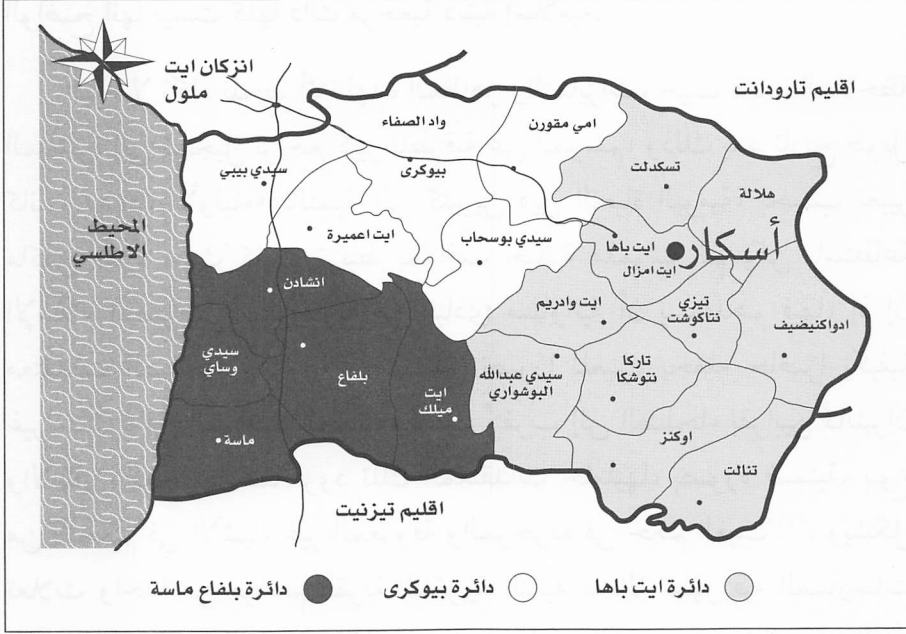 انزكان ايت
ملول
اقليم تارودانت
واد الصفاء
امي مقورن
تسكدلت
هلالة
سيدي بيبي
بيوكرى
المحيط
الاطلسي
ايت اعميرة
سيدي بوسحاب
ايت باها
ايت امزال
أسكار
انشادن
ايت وادريم
تيزي
نتاكوشت
ادواكنيضيف
سيدي
وساي
بلفاع
ايت
ميلك
سيدي عبدالله
البوشواري
تاركا
نتوشكا
ماسة
اوكنز
تنالت
اقليم تيزنيت
دائرة ايت باها
دائرة بيوكرى
دائرة بلفاع ماسة